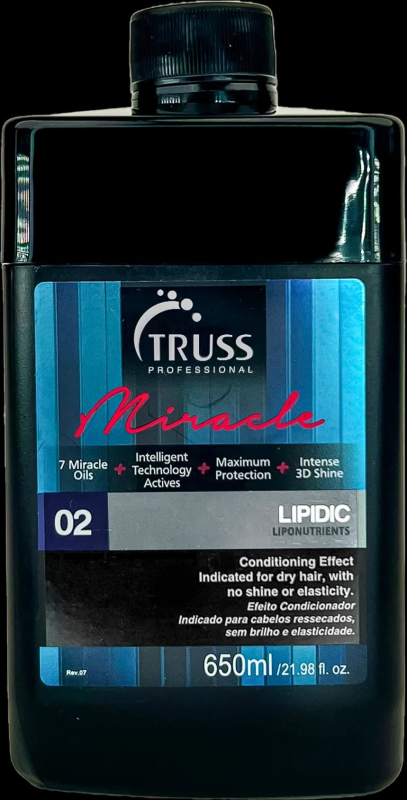 TRUSS
PROFESSIONAL
Miracle
7 Miracle Oils + Intelligent Technology Actives + Maximum Protection + Intense 3D Shine
02
LIPIDIC
LIPONUTRIENTS
Conditioning Effect
Indicated for dry hair, with
no shine or elasticity.
Efeito Condicionador
Indicado para cabelos ressecados,
sem brilho e elasticidade.
Rev.07
650ml /21.98 fl. oz.